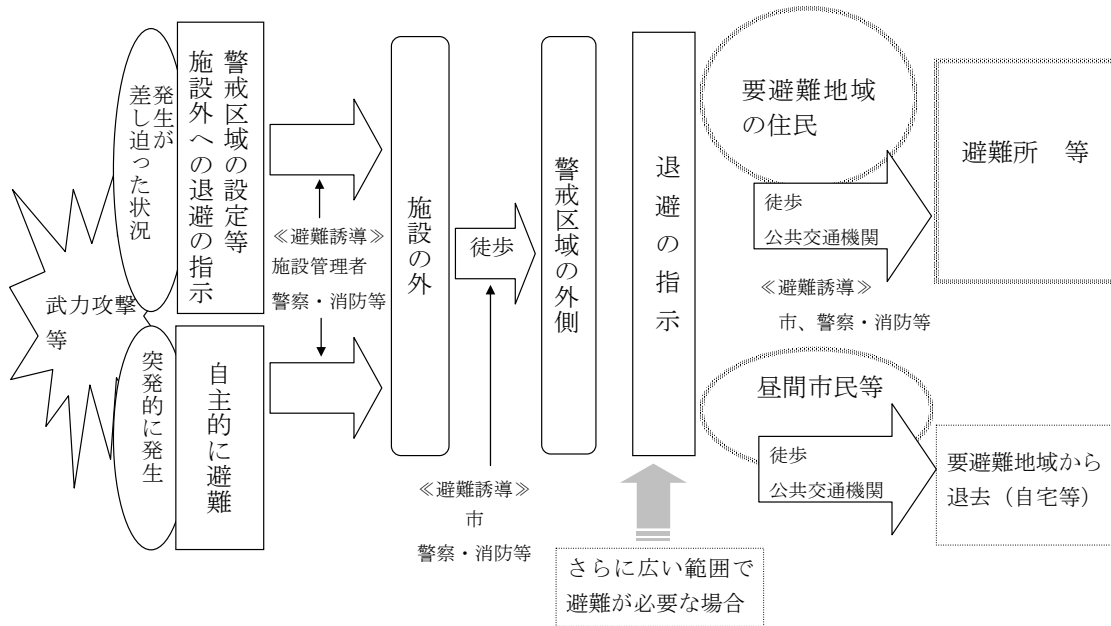 武力攻撃
等
発生が
差し迫った状況
警戒区域の設定等
施設外への退避の指示
突発的に発生
自主的に避難
≪避難誘導≫
施設管理者
警察・消防等
施設の外
徒歩
≪避難誘導≫
市
警察・消防等
警戒区域の外側
退避の指示
さらに広い範囲で
避難が必要な場合
要避難地域
の住民
徒歩
公共交通機関
≪避難誘導≫
市、警察・消防等
避難所　等
昼間市民等
徒歩
公共交通機関
要避難地域から
退去（自宅等）